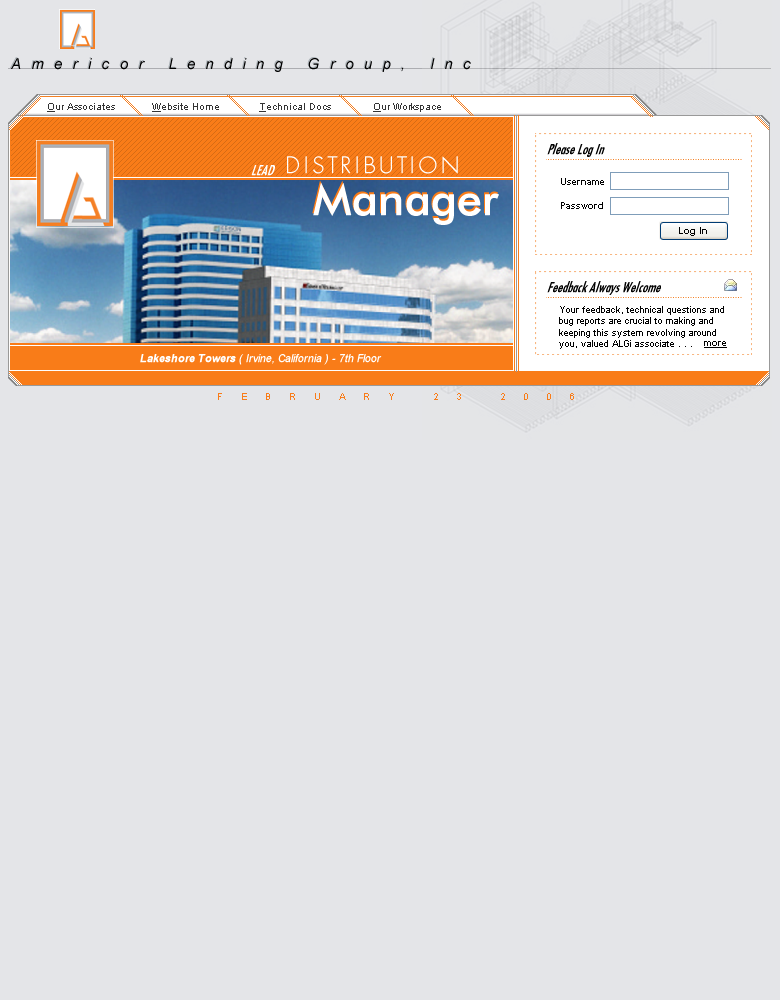 Americor Lending Group, Inc
Our Associates Website Home Technical Docs Our Workspace
LEAD DISTRIBUTION
Manager
Lakeshore Towers ( Irvine, California ) - 7th Floor
Please Log In
Username
Password
Log In
Feedback Always Welcome
Your feedback, technical questions and
bug reports are crucial to making and
keeping this system revolving around
you, valued ALGi associate . . . more
FEBRUARY 23 2006